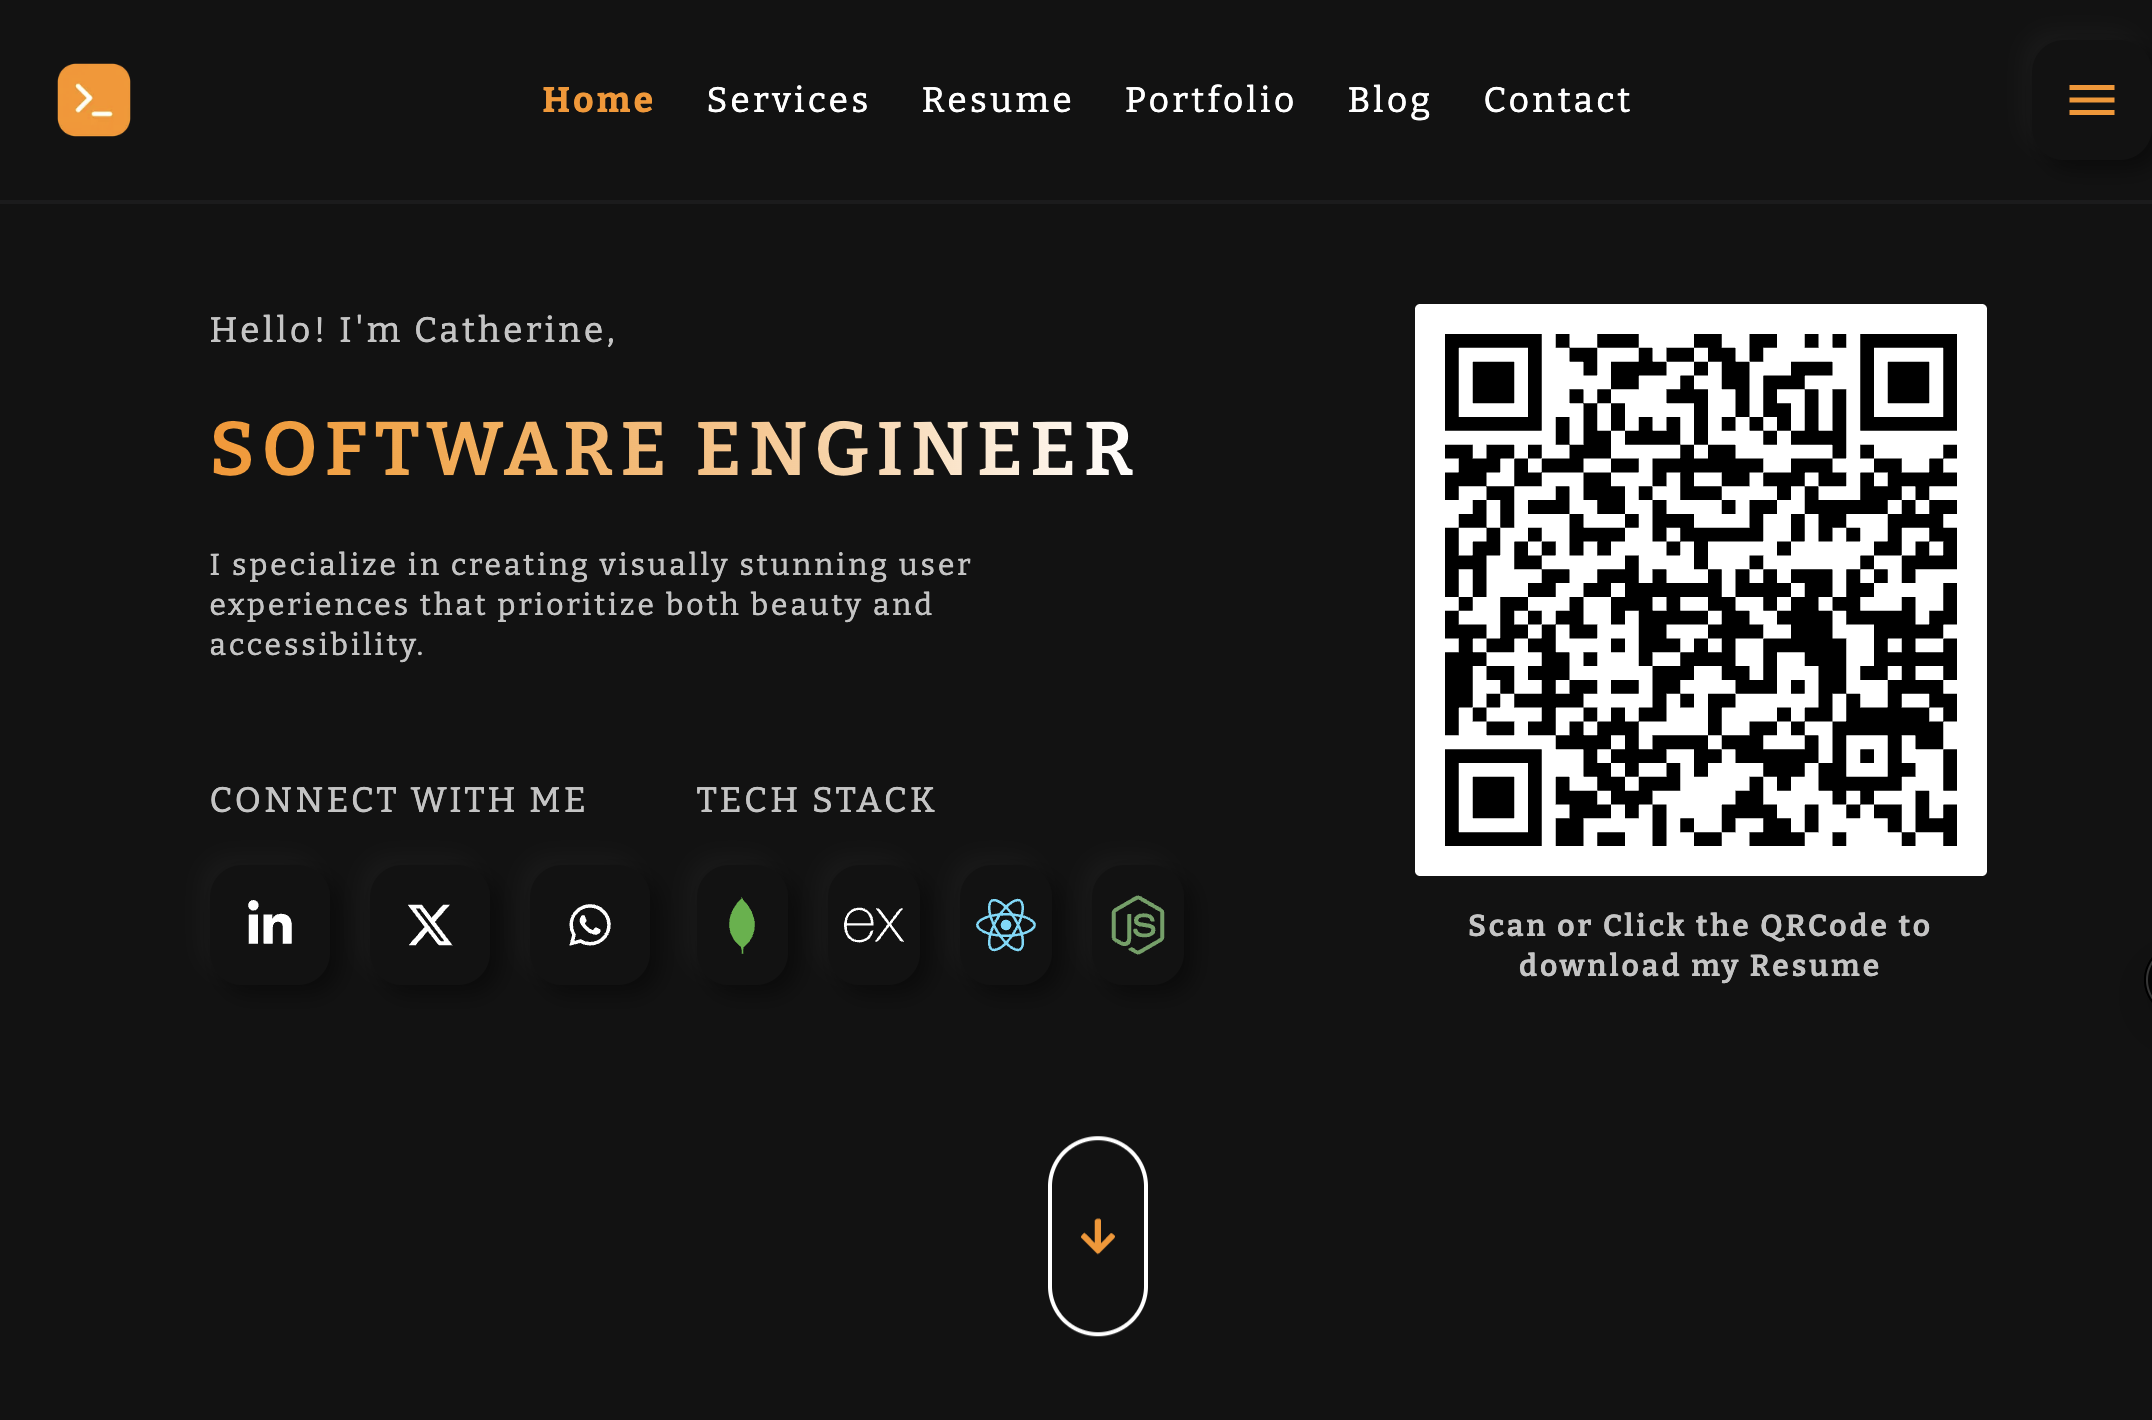 Home Services Resume Portfolio Blog Contact
Hello! I'm Catherine,
SOFTWARE ENGINEER
I specialize in creating visually stunning user
experiences that prioritize both beauty and
accessibility.
CONNECT WITH ME
TECH STACK
in
X
ex
JS
Scan or Click the QRCode to
download my Resume